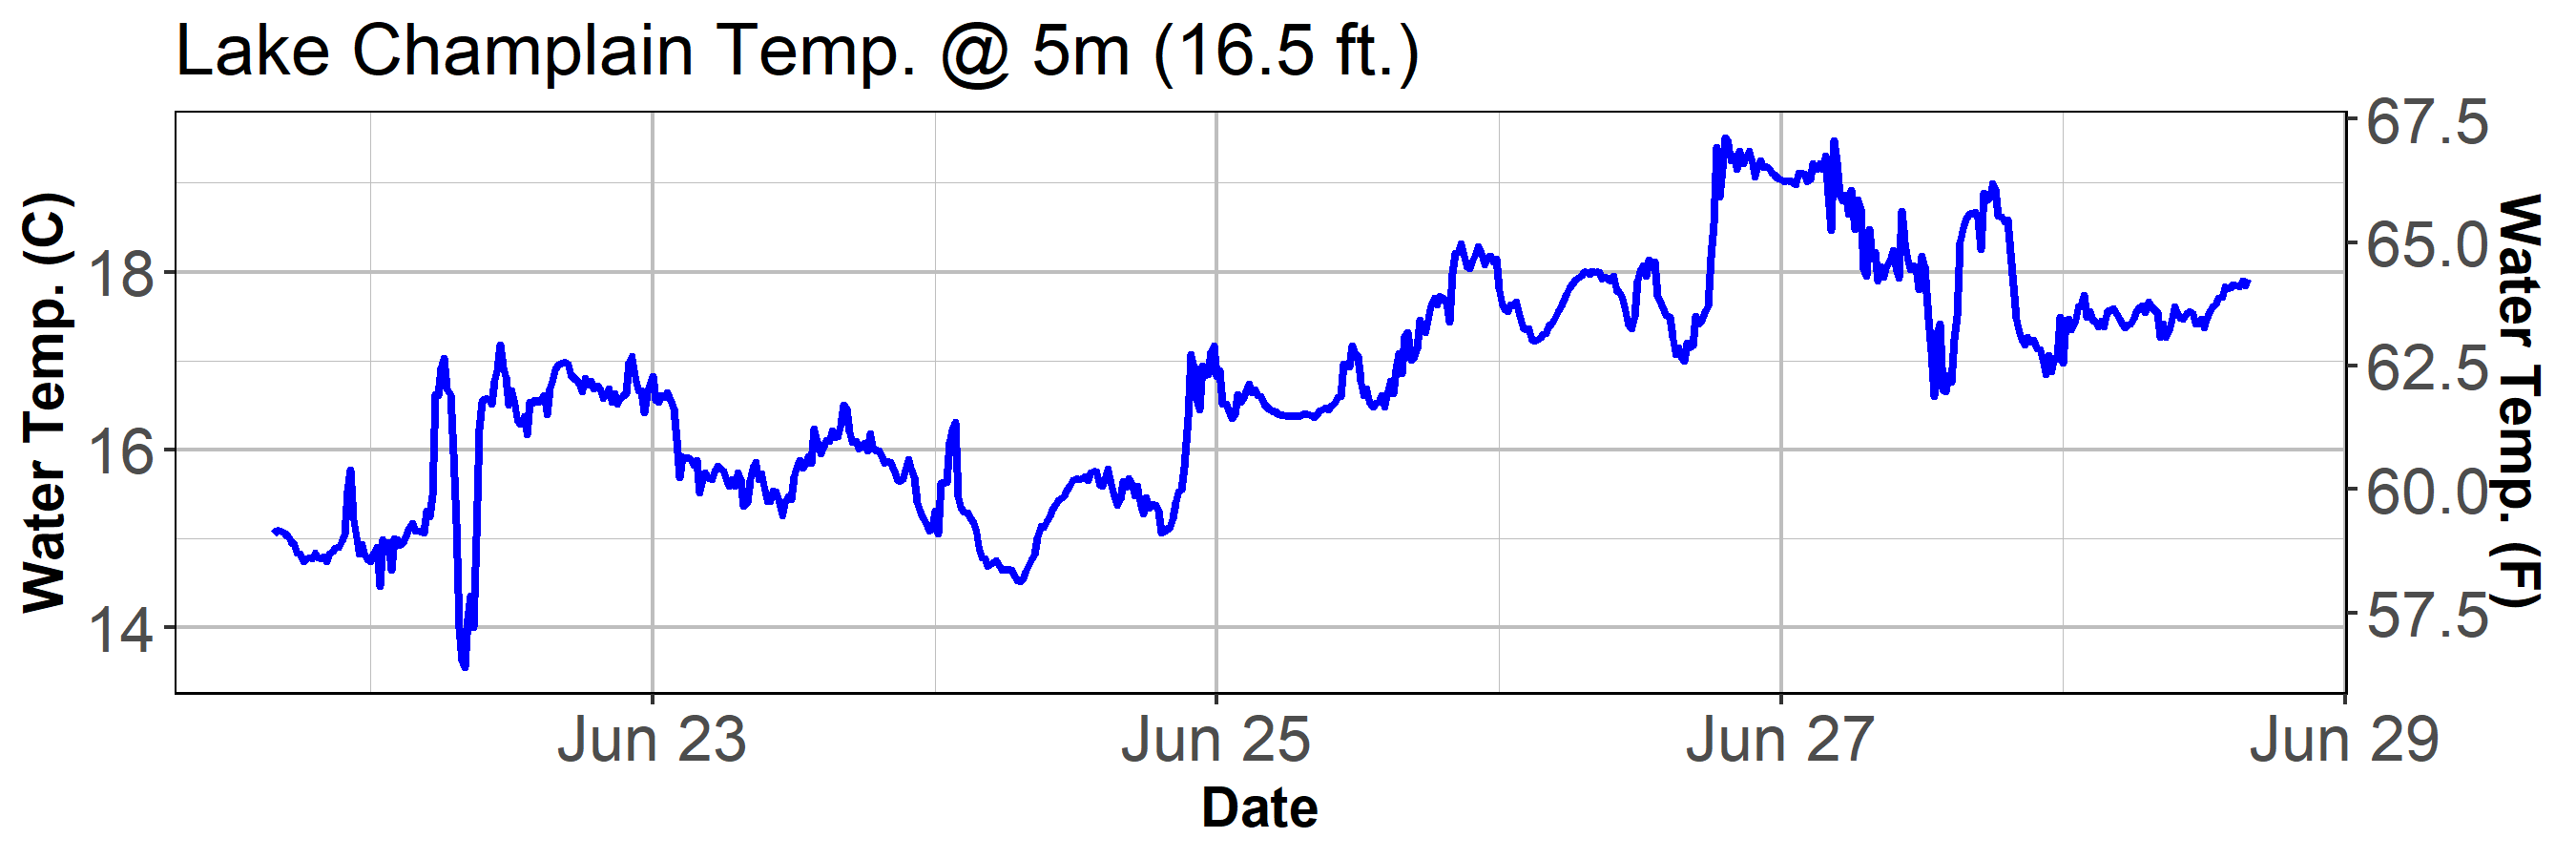 Lake Champlain Temp. @ 5m (16.5 ft.)
Water Temp. (C)
18
16
14
67.5
65.0
62.5
60.0
57.5
Water Temp. (F)
Jun 23
Jun 25
Jun 27
Jun 29
Date